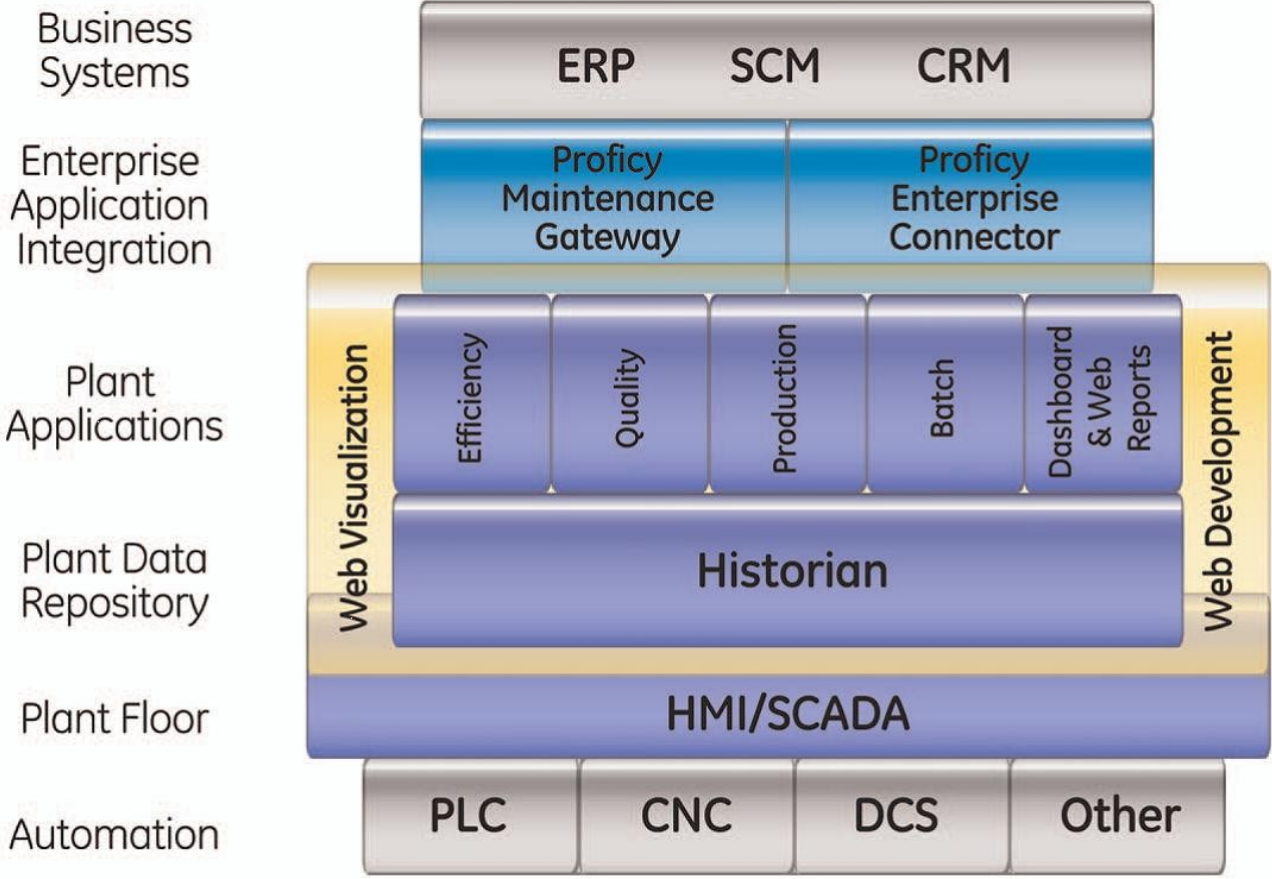 Business
Systems
ERP SCM CRM
Enterprise
Application
Integration
Proficy
Maintenance
Gateway
Proficy
Enterprise
Connector
Plant
Applications
Web Visualization
Efficiency
Quality
Production
Batch
Dashboard
& Web
Reports
Web Development
Plant Data
Repository
Historian
Plant Floor
HMI/SCADA
Automation
PLC
CNC
DCS
Other